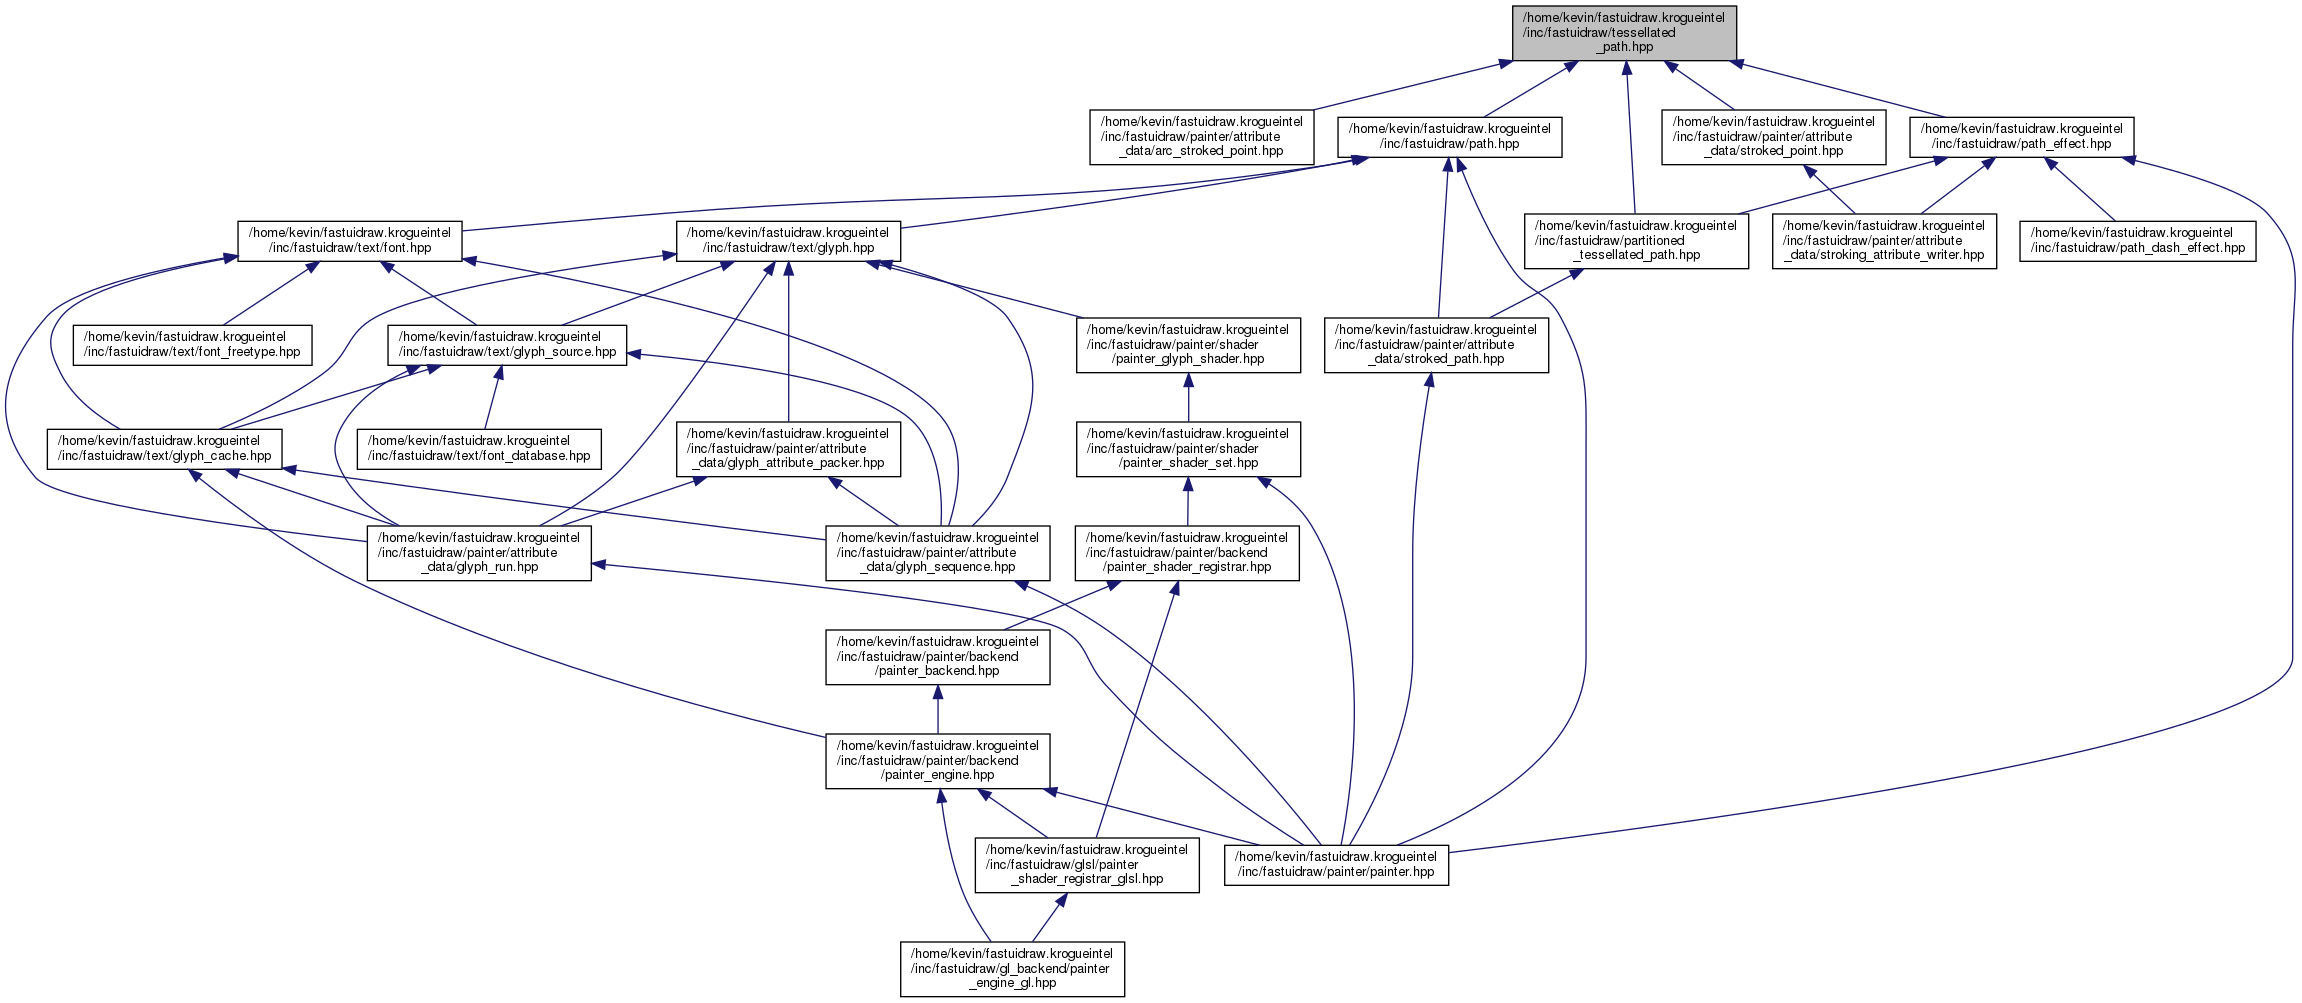 /home/kevin/fastuidraw.krogueintel
/inc/fastuidraw/tessellated
_path.hpp
/home/kevin/fastuidraw.krogueintel
/inc/fastuidraw/painter/attribute
_data/arc_stroked_point.hpp
/home/kevin/fastuidraw.krogueintel
/inc/fastuidraw/path.hpp
/home/kevin/fastuidraw.krogueintel
/inc/fastuidraw/painter/attribute
_data/stroked_point.hpp
/home/kevin/fastuidraw.krogueintel
/inc/fastuidraw/path_effect.hpp
/home/kevin/fastuidraw.krogueintel
/inc/fastuidraw/text/font.hpp
/home/kevin/fastuidraw.krogueintel
/inc/fastuidraw/text/glyph.hpp
/home/kevin/fastuidraw.krogueintel
/inc/fastuidraw/partitioned
_tessellated_path.hpp
/home/kevin/fastuidraw.krogueintel
/inc/fastuidraw/painter/attribute
_data/stroking_attribute_writer.hpp
/home/kevin/fastuidraw.krogueintel
/inc/fastuidraw/path_dash_effect.hpp
/home/kevin/fastuidraw.krogueintel
/inc/fastuidraw/text/font_freetype.hpp
/home/kevin/fastuidraw.krogueintel
/inc/fastuidraw/text/glyph_source.hpp
/home/kevin/fastuidraw.krogueintel
/inc/fastuidraw/painter/shader
/painter_glyph_shader.hpp
/home/kevin/fastuidraw.krogueintel
/inc/fastuidraw/painter/attribute
_data/stroked_path.hpp
/home/kevin/fastuidraw.krogueintel
/inc/fastuidraw/text/glyph_cache.hpp
/home/kevin/fastuidraw.krogueintel
/inc/fastuidraw/text/font_database.hpp
/home/kevin/fastuidraw.krogueintel
/inc/fastuidraw/painter/attribute
_data/glyph_attribute_packer.hpp
/home/kevin/fastuidraw.krogueintel
/inc/fastuidraw/painter/shader
/painter_shader_set.hpp
/home/kevin/fastuidraw.krogueintel
/inc/fastuidraw/painter/attribute
_data/glyph_run.hpp
/home/kevin/fastuidraw.krogueintel
/inc/fastuidraw/painter/attribute
_data/glyph_sequence.hpp
/home/kevin/fastuidraw.krogueintel
/inc/fastuidraw/painter/backend
/painter_shader_registrar.hpp
/home/kevin/fastuidraw.krogueintel
/inc/fastuidraw/painter/backend
/painter_backend.hpp
/home/kevin/fastuidraw.krogueintel
/inc/fastuidraw/painter/backend
/painter_engine.hpp
/home/kevin/fastuidraw.krogueintel
/inc/fastuidraw/glsl/painter
_shader_registrar_glsl.hpp
/home/kevin/fastuidraw.krogueintel
/inc/fastuidraw/painter/painter.hpp
/home/kevin/fastuidraw.krogueintel
/inc/fastuidraw/gl_backend/painter
_engine_gl.hpp